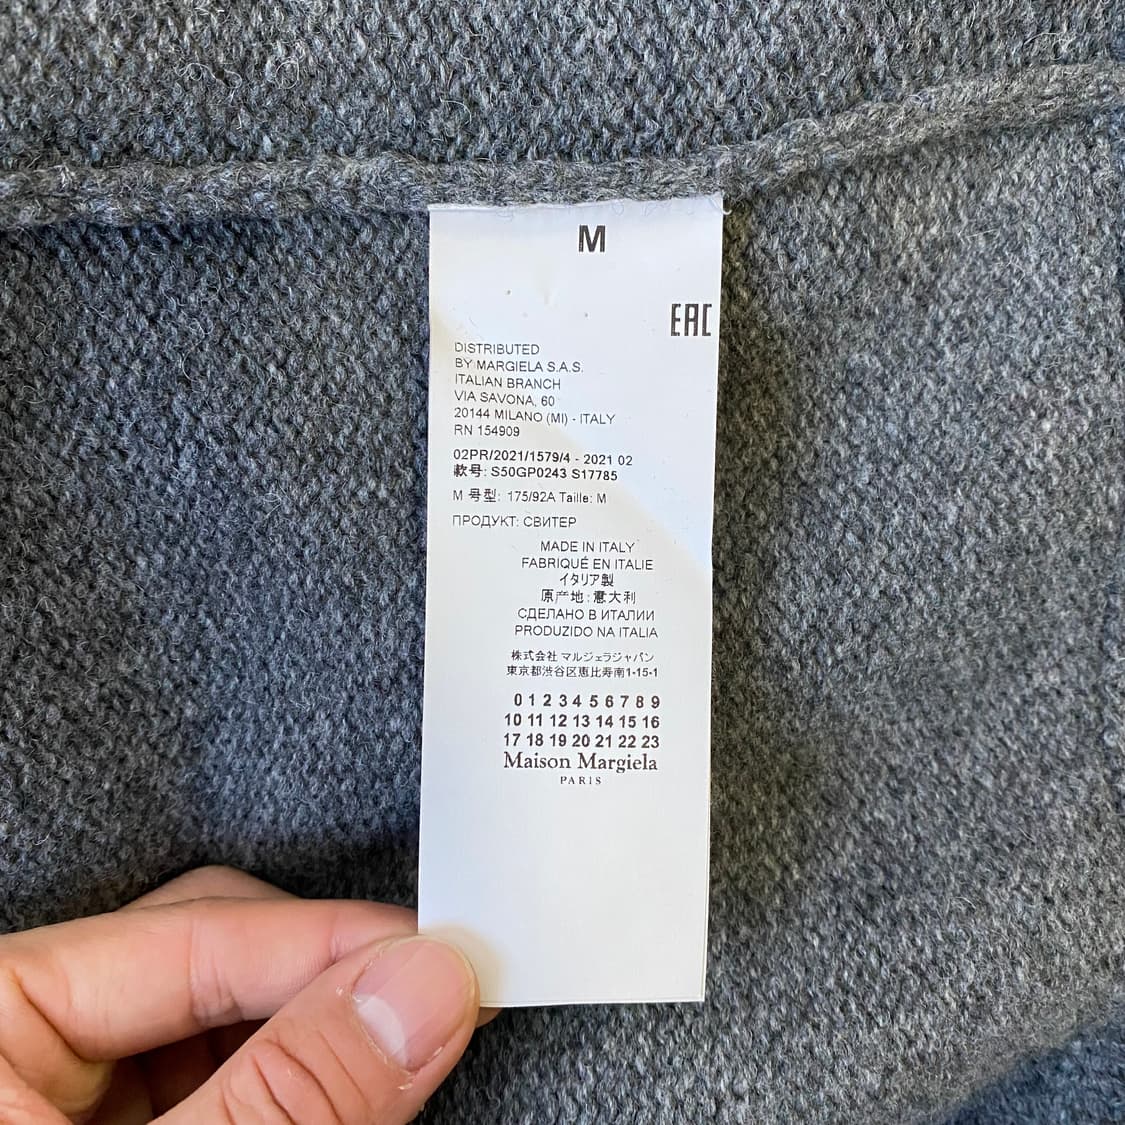 M
EAC
DISTRIBUTED
BY MARGIELA S.A.S.
ITALIAN BRANCH
VIA SAVONA, 60
20144 MILANO (MI) - ITALY
RN 154909
02PR/2021/1579/4 - 2021 02
款号: S50GP0243 S17785
M 号型: 175/92A Taille: M
ПРОДУКТ: СВИТЕР
MADE IN ITALY
FABRIQUÉ EN ITALIE
イタリア製
原产地:意大利
СДЕЛАНО В ИТАЛИИ
PRODUZIDO NA ITALIA
株式会社 マルジェラジャパン
東京都渋谷区恵比寿南1-15-1
0 1 2 3 4 5 6 7 8 9
10 11 12 13 14 15 16
17 18 19 20 21 22 23
Maison Margiela
PARIS